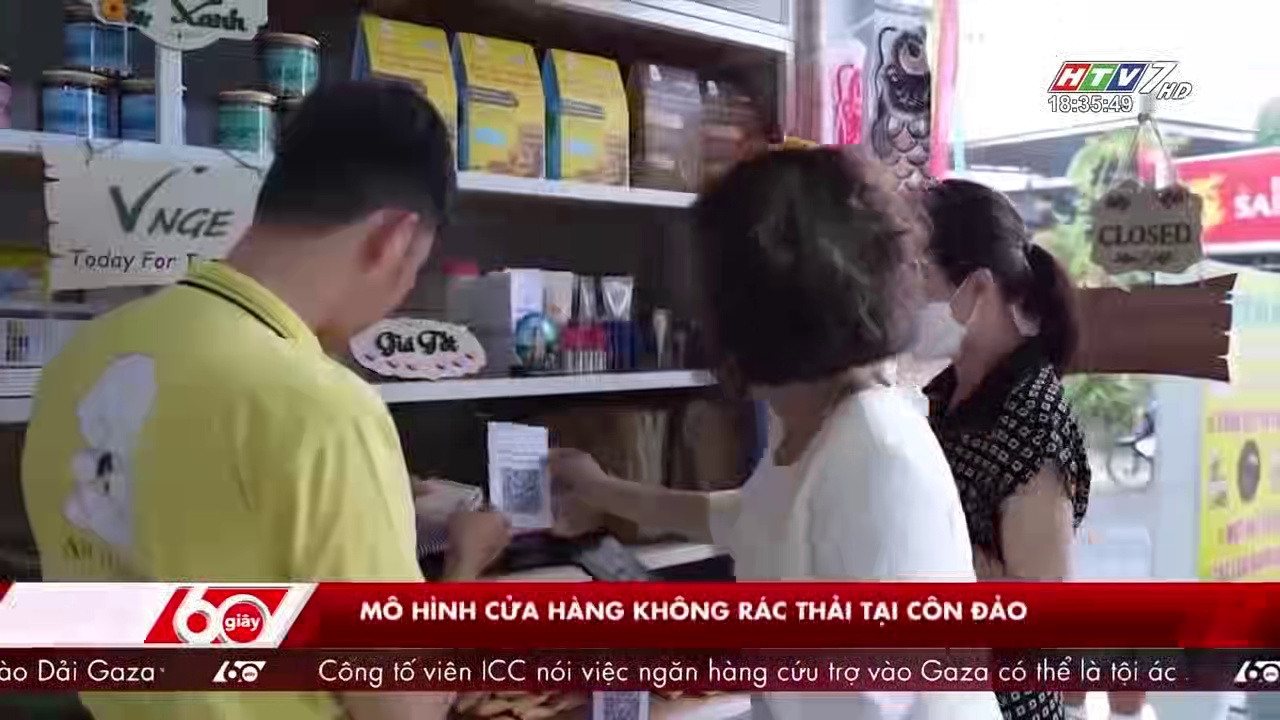 Xanh
HTV7 HD
18:35:49
VNGE
Today For T
Giá Tốt
CLOSED
SA
60 giây
MÔ HÌNH CỬA HÀNG KHÔNG RÁC THẢI TẠI CÔN ĐẢO
ào Dải Gaza
60
Công tố viên ICC nói việc ngăn hàng cứu trợ vào Gaza có thể là tội ác